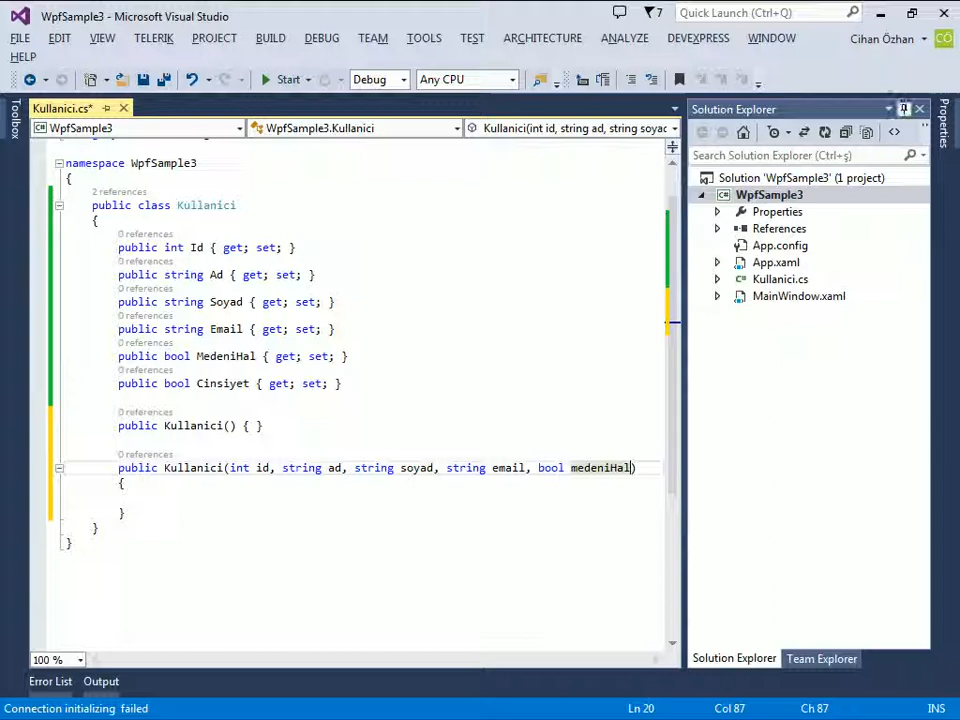 WpfSample3 - Microsoft Visual Studio
7
Quick Launch (Ctrl+Q)
FILE EDIT VIEW TELERIK PROJECT BUILD DEBUG TEAM TOOLS TEST ARCHITECTURE ANALYZE DEVEXPRESS WINDOW
Cihan Özhan CÖ
HELP
Start Debug Any CPU
Toolbox
Kullanici.cs*
WpfSample3 WpfSample3.Kullanici Kullanici(int id, string ad, string soyad
namespace WpfSample3
{
2 references
public class Kullanici
{
0 references
public int Id { get; set; }
0 references
public string Ad { get; set; }
0 references
public string Soyad { get; set; }
0 references
public string Email { get; set; }
0 references
public bool MedeniHal { get; set; }
0 references
public bool Cinsiyet { get; set; }
0 references
public Kullanici() { }
0 references
public Kullanici(int id, string ad, string soyad, string email, bool medeniHal)
{
}
}
}
100 %
Solution Explorer
Search Solution Explorer (Ctrl+ş)
Solution 'WpfSample3' (1 project)
WpfSample3
Properties
References
App.config
App.xaml
Kullanici.cs
MainWindow.xaml
Solution Explorer Team Explorer
Properties
Error List Output
Connection initializing failed Ln 20 Col 87 Ch 87 INS